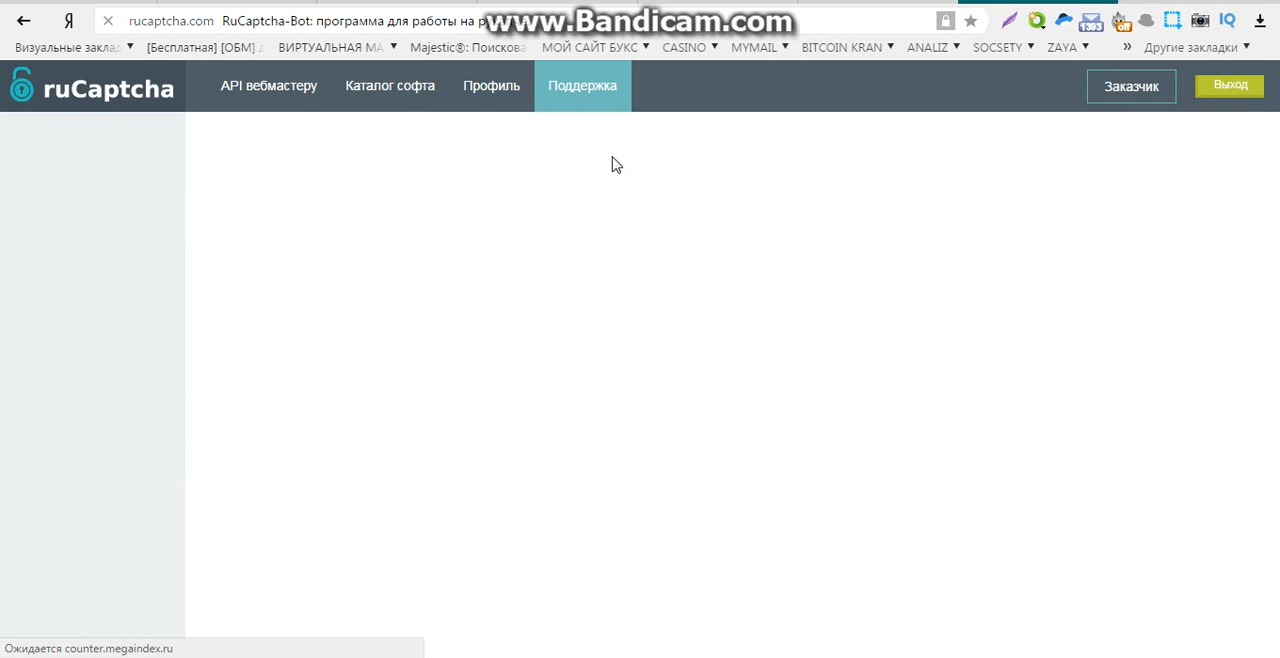 www.Bandicam.com
Я rucaptcha.com RuCaptcha-Bot: программа для работы на
Визуальные заклад [Бесплатная] [ОБМ] ВИРТУАЛЬНАЯ МА Majestic®: Поискова МОЙ САЙТ БУКС CASINO MYMAIL BITCOIN KRAN ANALIZ SOCSETY ZAYA » Другие закладки
ruCaptcha API вебмастеру Каталог софта Профиль Поддержка Заказчик Выход
Ожидается counter.megaindex.ru